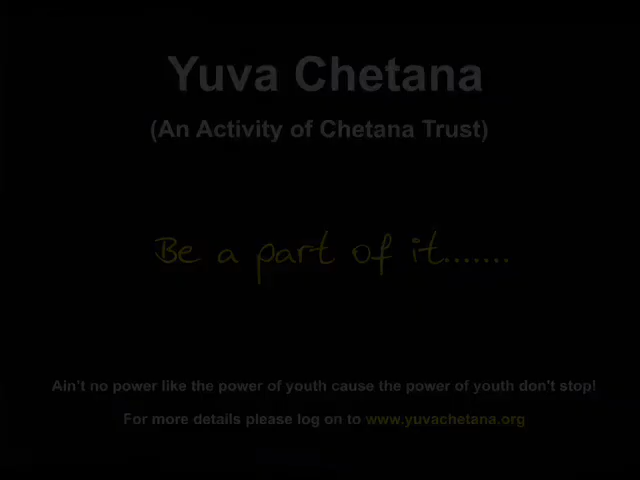 Yuva Chetana
(An Activity of Chetana Trust)
Be a part of it.......
Ain't no power like the power of youth cause the power of youth don't stop!
For more details please log on to www.yuvachetana.org